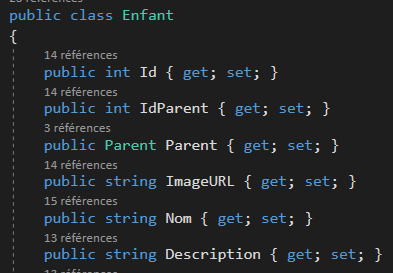 références
public class Enfant
{
14 références
public int Id { get; set; }
14 références
public int IdParent { get; set; }
3 références
public Parent Parent { get; set; }
14 références
public string ImageURL { get; set; }
15 références
public string Nom { get; set; }
13 références
public string Description { get; set; }
références